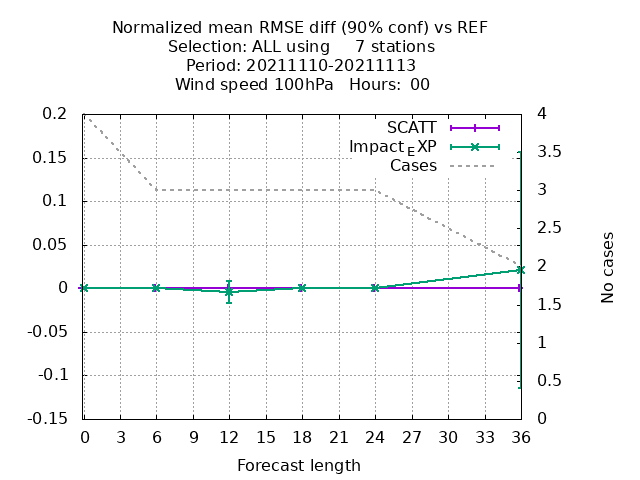 Normalized mean RMSE diff (90% conf) vs REF
Selection: ALL using     7 stations
Period: 20211110-20211113
Wind speed 100hPa   Hours: 00
SCATT
Impact_EXP
Cases
0.2
0.15
0.1
0.05
0
-0.05
-0.1
-0.15
4
3.5
3
2.5
2
1.5
1
0.5
0
No cases
0 3 6 9 12 15 18 21 24 27 30 33 36
Forecast length